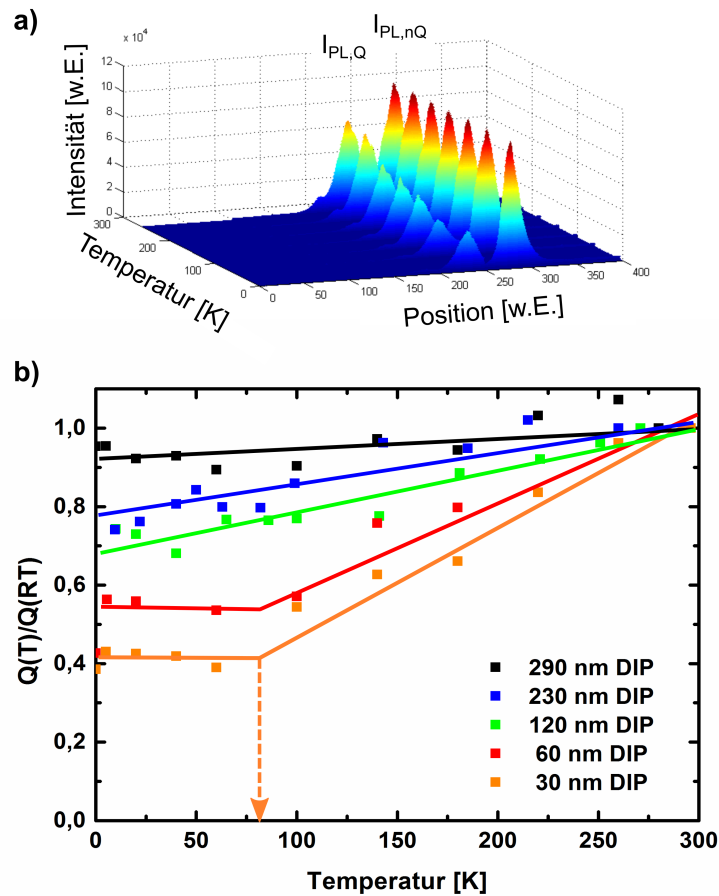 a)
x 10⁴
I_PL,Q
I_PL,nQ
Intensität [w.E.]
12
10
8
6
4
2
0
300
200
100
0
Temperatur [K]
0
50
100
150
200
250
300
350
400
Position [w.E.]
b)
Q(T)/Q(RT)
1,0
0,8
0,6
0,4
0,2
0,0
290 nm DIP
230 nm DIP
120 nm DIP
60 nm DIP
30 nm DIP
0
50
100
150
200
250
300
Temperatur [K]